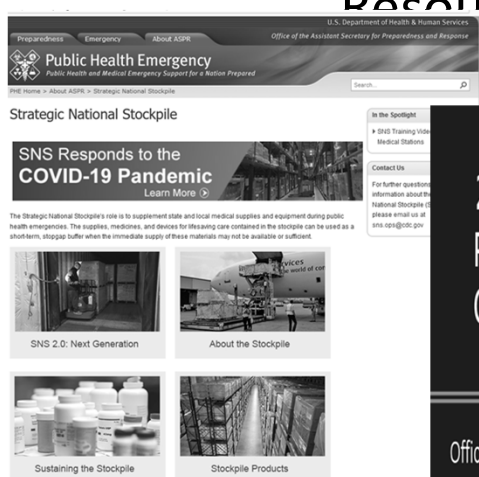 U.S. Department of Health & Human Services
Preparedness Emergency About ASPR
Office of the Assistant Secretary for Preparedness and Response
Public Health Emergency
Public Health and Medical Emergency Support for a Nation Prepared
Search...
PHE Home > About ASPR > Strategic National Stockpile
Strategic National Stockpile
SNS Responds to the
COVID-19 Pandemic
Learn More
The Strategic National Stockpile's role is to supplement state and local medical supplies and equipment during public
health emergencies. The supplies, medicines, and devices for lifesaving care contained in the stockpile can be used as a
short-term, stopgap buffer when the immediate supply of these materials may not be available or sufficient.
SNS 2.0: Next Generation
About the Stockpile
Sustaining the Stockpile
Stockpile Products
In the Spotlight
SNS Training
Medical Stations
Contact Us
For further questions
information about
National Stockpile
please email us at
sns.ops@cdc.gov